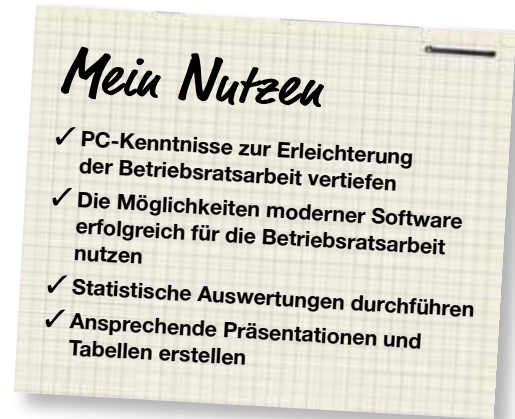 Mein Nutzen
✓ PC-Kenntnisse zur Erleichterung
der Betriebsratsarbeit vertiefen
✓ Die Möglichkeiten moderner Software
erfolgreich für die Betriebsratsarbeit
nutzen
✓ Statistische Auswertungen durchführen
✓ Ansprechende Präsentationen und
Tabellen erstellen